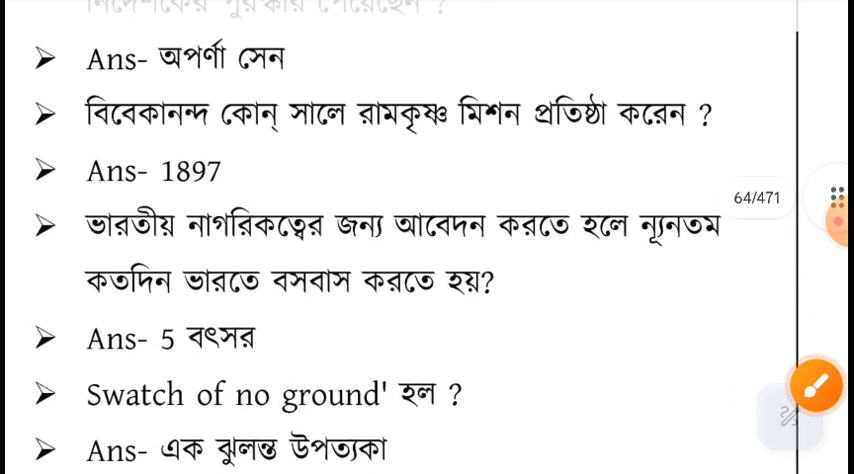 নির্দেশকের পুরস্কার পেয়েছেন ?
➤ Ans- অপর্ণা সেন
➤ বিবেকানন্দ কোন্ সালে রামকৃষ্ণ মিশন প্রতিষ্ঠা করেন ?
➤ Ans- 1897
64/471
➤ ভারতীয় নাগরিকত্বের জন্য আবেদন করতে হলে ন্যূনতম
কতদিন ভারতে বসবাস করতে হয়?
➤ Ans- 5 বৎসর
➤ Swatch of no ground' হল ?
➤ Ans- এক ঝুলন্ত উপত্যকা